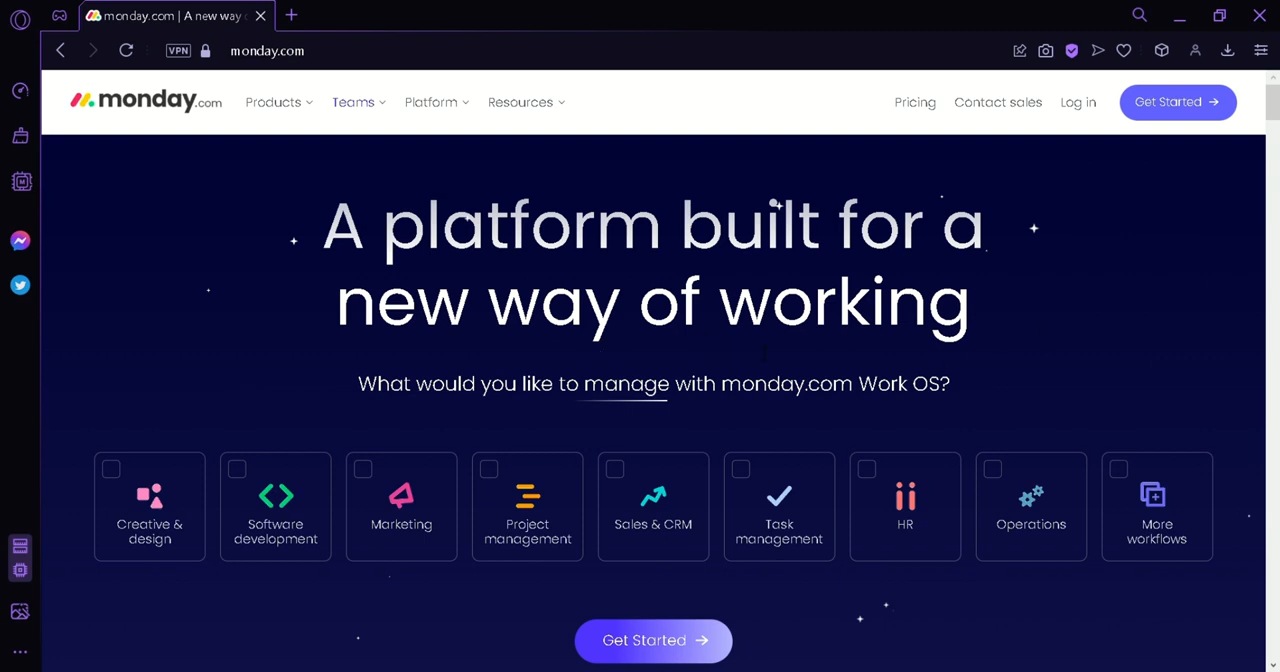 monday.com | A new way
VPN
monday.com
monday.com
Products
Teams
Platform
Resources
Pricing
Contact sales
Log in
Get Started
A platform built for a
new way of working
What would you like to manage with monday.com Work OS?
Creative &
design
Software
development
Marketing
Project
management
Sales & CRM
Task
management
HR
Operations
More
workflows
Get Started